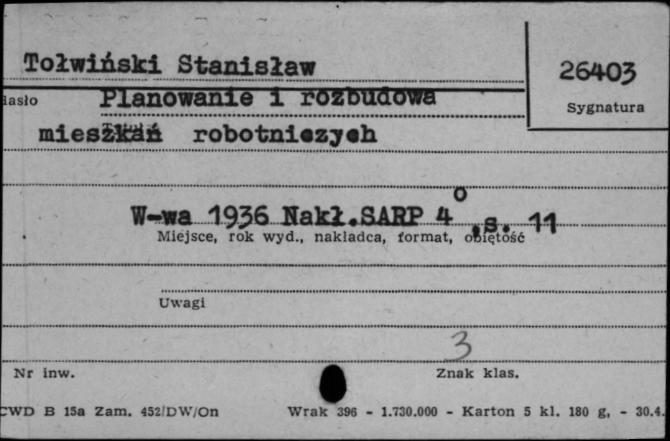 Tołwiński Stanisław
26403
Sygnatura
Planowanie i rozbudowa
mieszkań robotniczych
W-wa 1936 Nakł.SARP 4º.s. 11
Miejsce, rok wyd., nakładca, format, objętość
Uwagi
3
Nr inw.
Znak klas.
CWD B 15a Zam. 452/DW/On Wrak 396 - 1.730.000 - Karton 5 kl. 180 g, - 30.4.